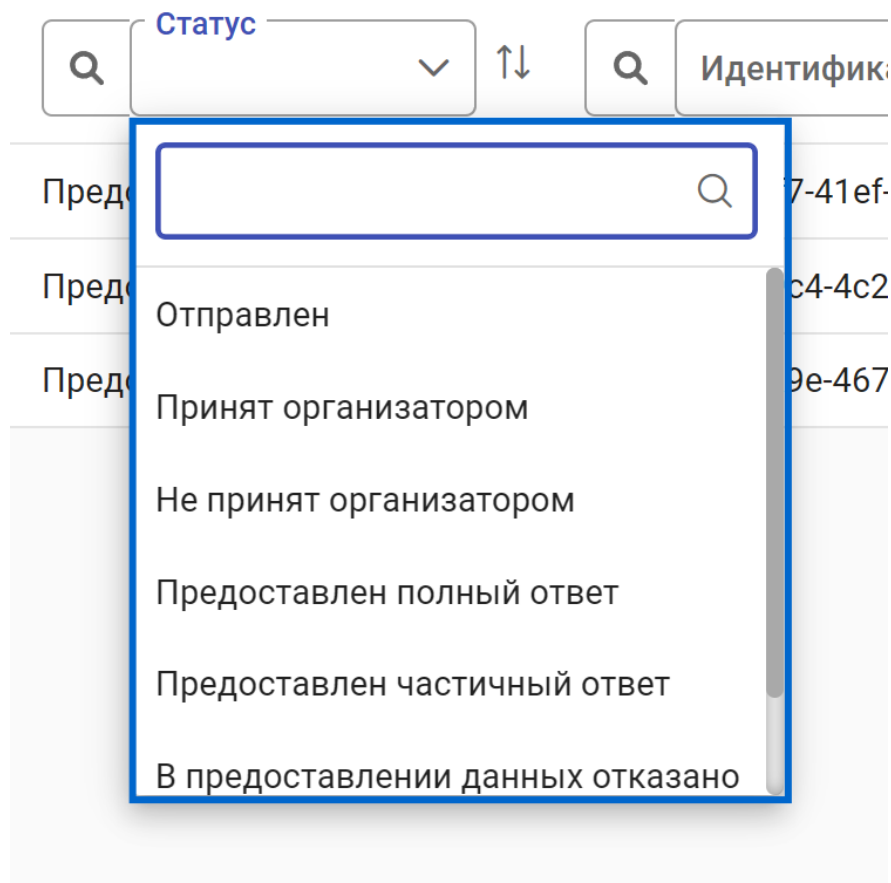 Статус
Идентифика
Предо
7-41ef-
Предо
c4-4c2
Предо
9e-467
Отправлен
Принят организатором
Не принят организатором
Предоставлен полный ответ
Предоставлен частичный ответ
В предоставлении данных отказано